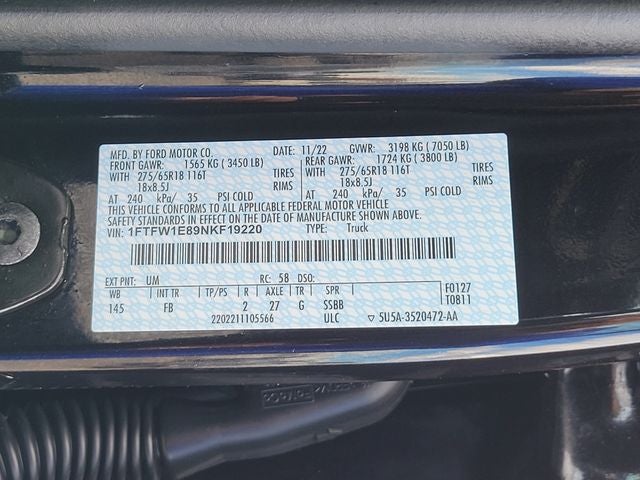 MFD. BY FORD MOTOR CO. DATE: 11/22 GVWR: 3198 KG ( 7050 LB)
FRONT GAWR: 1565 KG ( 3450 LB) REAR GAWR: 1724 KG ( 3800 LB)
WITH 275/65R18 116T TIRES WITH 275/65R18 116T TIRES
18x8.5J RIMS 18x8.5J RIMS
AT 240 kPa/ 35 PSI COLD AT 240 kPa/ 35 PSI COLD
THIS VEHICLE CONFORMS TO ALL APPLICABLE FEDERAL MOTOR VEHICLE
SAFETY STANDARDS IN EFFECT ON THE DATE OF MANUFACTURE SHOWN ABOVE.
VIN: 1FTFW1E89NKF19220 TYPE: Truck
EXT PNT: UM RC: 58 DSO: F0127
WB INT TR TP/PS R AXLE TR SPR T0811
145 FB 2 27 G SSBB
2202211105566 ULC 5U5A-3520472-AA